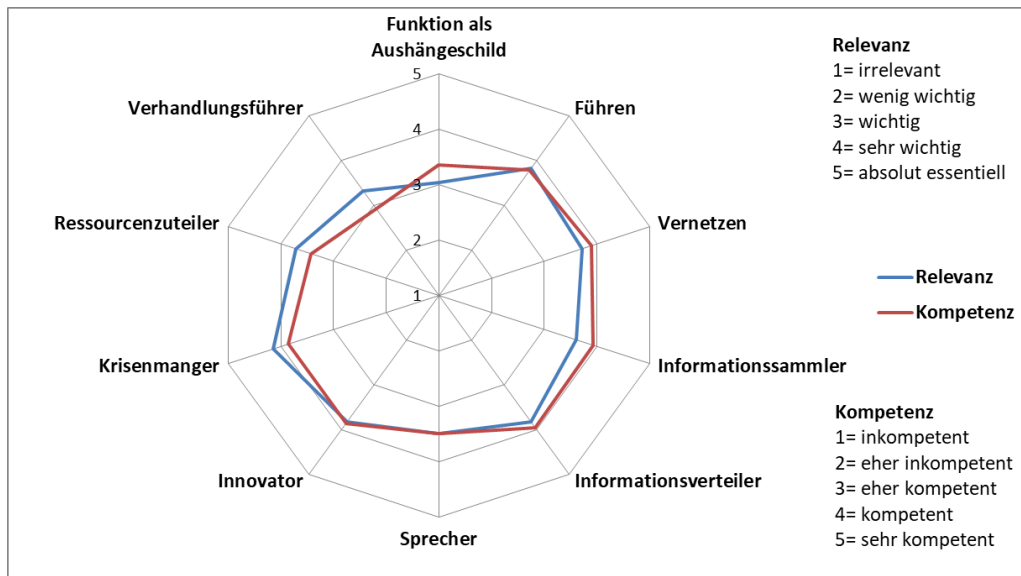 Funktion als
Aushängeschild
Führen
Vernetzen
Informationssammler
Informationsverteiler
Sprecher
Innovator
Krisenmanger
Ressourcenzuteiler
Verhandlungsführer
5
4
3
2
1
Relevanz
1= irrelevant
2= wenig wichtig
3= wichtig
4= sehr wichtig
5= absolut essentiell
Relevanz
Kompetenz
Kompetenz
1= inkompetent
2= eher inkompetent
3= eher kompetent
4= kompetent
5= sehr kompetent